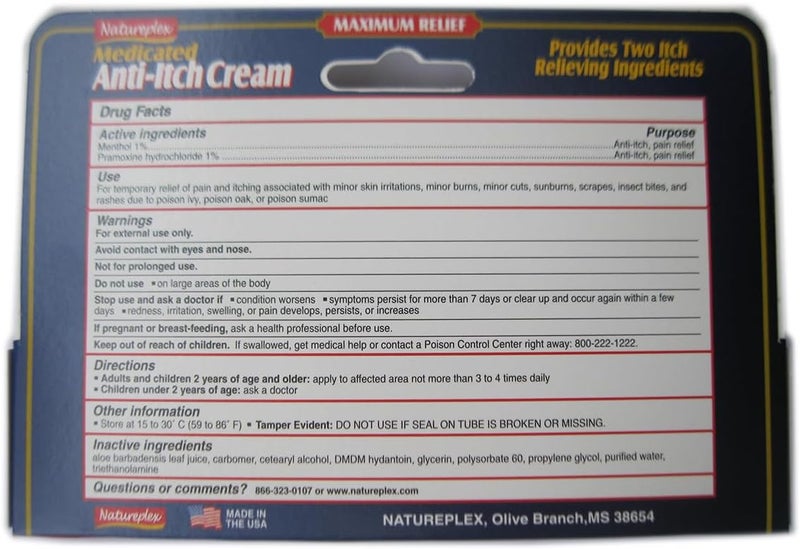 Natureplex
MAXIMUM RELIEF
Medicated
Anti-Itch Cream
Provides Two Itch
Relieving Ingredients
Drug Facts
Active ingredients Purpose
Menthol 1% Anti-itch, pain relief
Pramoxine hydrochloride 1% Anti-itch, pain relief
Use
For temporary relief of pain and itching associated with minor skin irritations, minor burns, minor cuts, sunburns, scrapes, insect bites, and
rashes due to poison ivy, poison oak, or poison sumac
Warnings
For external use only.
Avoid contact with eyes and nose.
Not for prolonged use.
Do not use ▪ on large areas of the body
Stop use and ask a doctor if ▪ condition worsens ▪ symptoms persist for more than 7 days or clear up and occur again within a few
days ▪ redness, irritation, swelling, or pain develops, persists, or increases
If pregnant or breast-feeding, ask a health professional before use.
Keep out of reach of children. If swallowed, get medical help or contact a Poison Control Center right away: 800-222-1222.
Directions
▪ Adults and children 2 years of age and older: apply to affected area not more than 3 to 4 times daily
▪ Children under 2 years of age: ask a doctor
Other information
▪ Store at 15 to 30° C (59 to 86° F) ▪ Tamper Evident: DO NOT USE IF SEAL ON TUBE IS BROKEN OR MISSING.
Inactive ingredients
aloe barbadensis leaf juice, carbomer, cetearyl alcohol, DMDM hydantoin, glycerin, polysorbate 60, propylene glycol, purified water,
triethanolamine
Questions or comments? 866-323-0107 or www.natureplex.com
Natureplex
MADE IN
THE USA
NATUREPLEX, Olive Branch,MS 38654